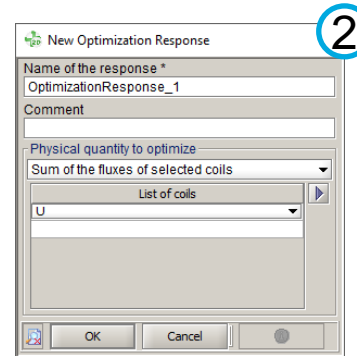 2
New Optimization Response
Name of the response *
OptimizationResponse_1
Comment
Physical quantity to optimize
Sum of the fluxes of selected coils
List of coils
U
OK Cancel